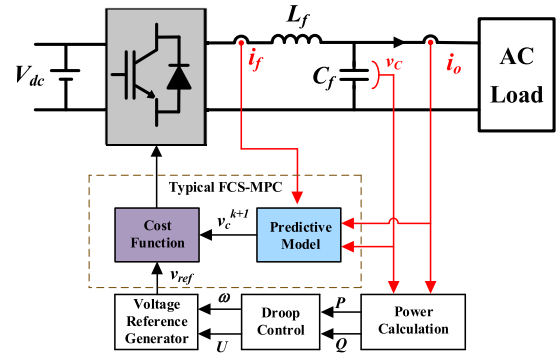 L_f
V_dc
i_f
C_f
v_C
i_o
AC
Load
Typical FCS-MPC
Cost
Function
v_c^{k+1}
Predictive
Model
v_ref
Voltage
Reference
Generator
ω
U
Droop
Control
P
Q
Power
Calculation